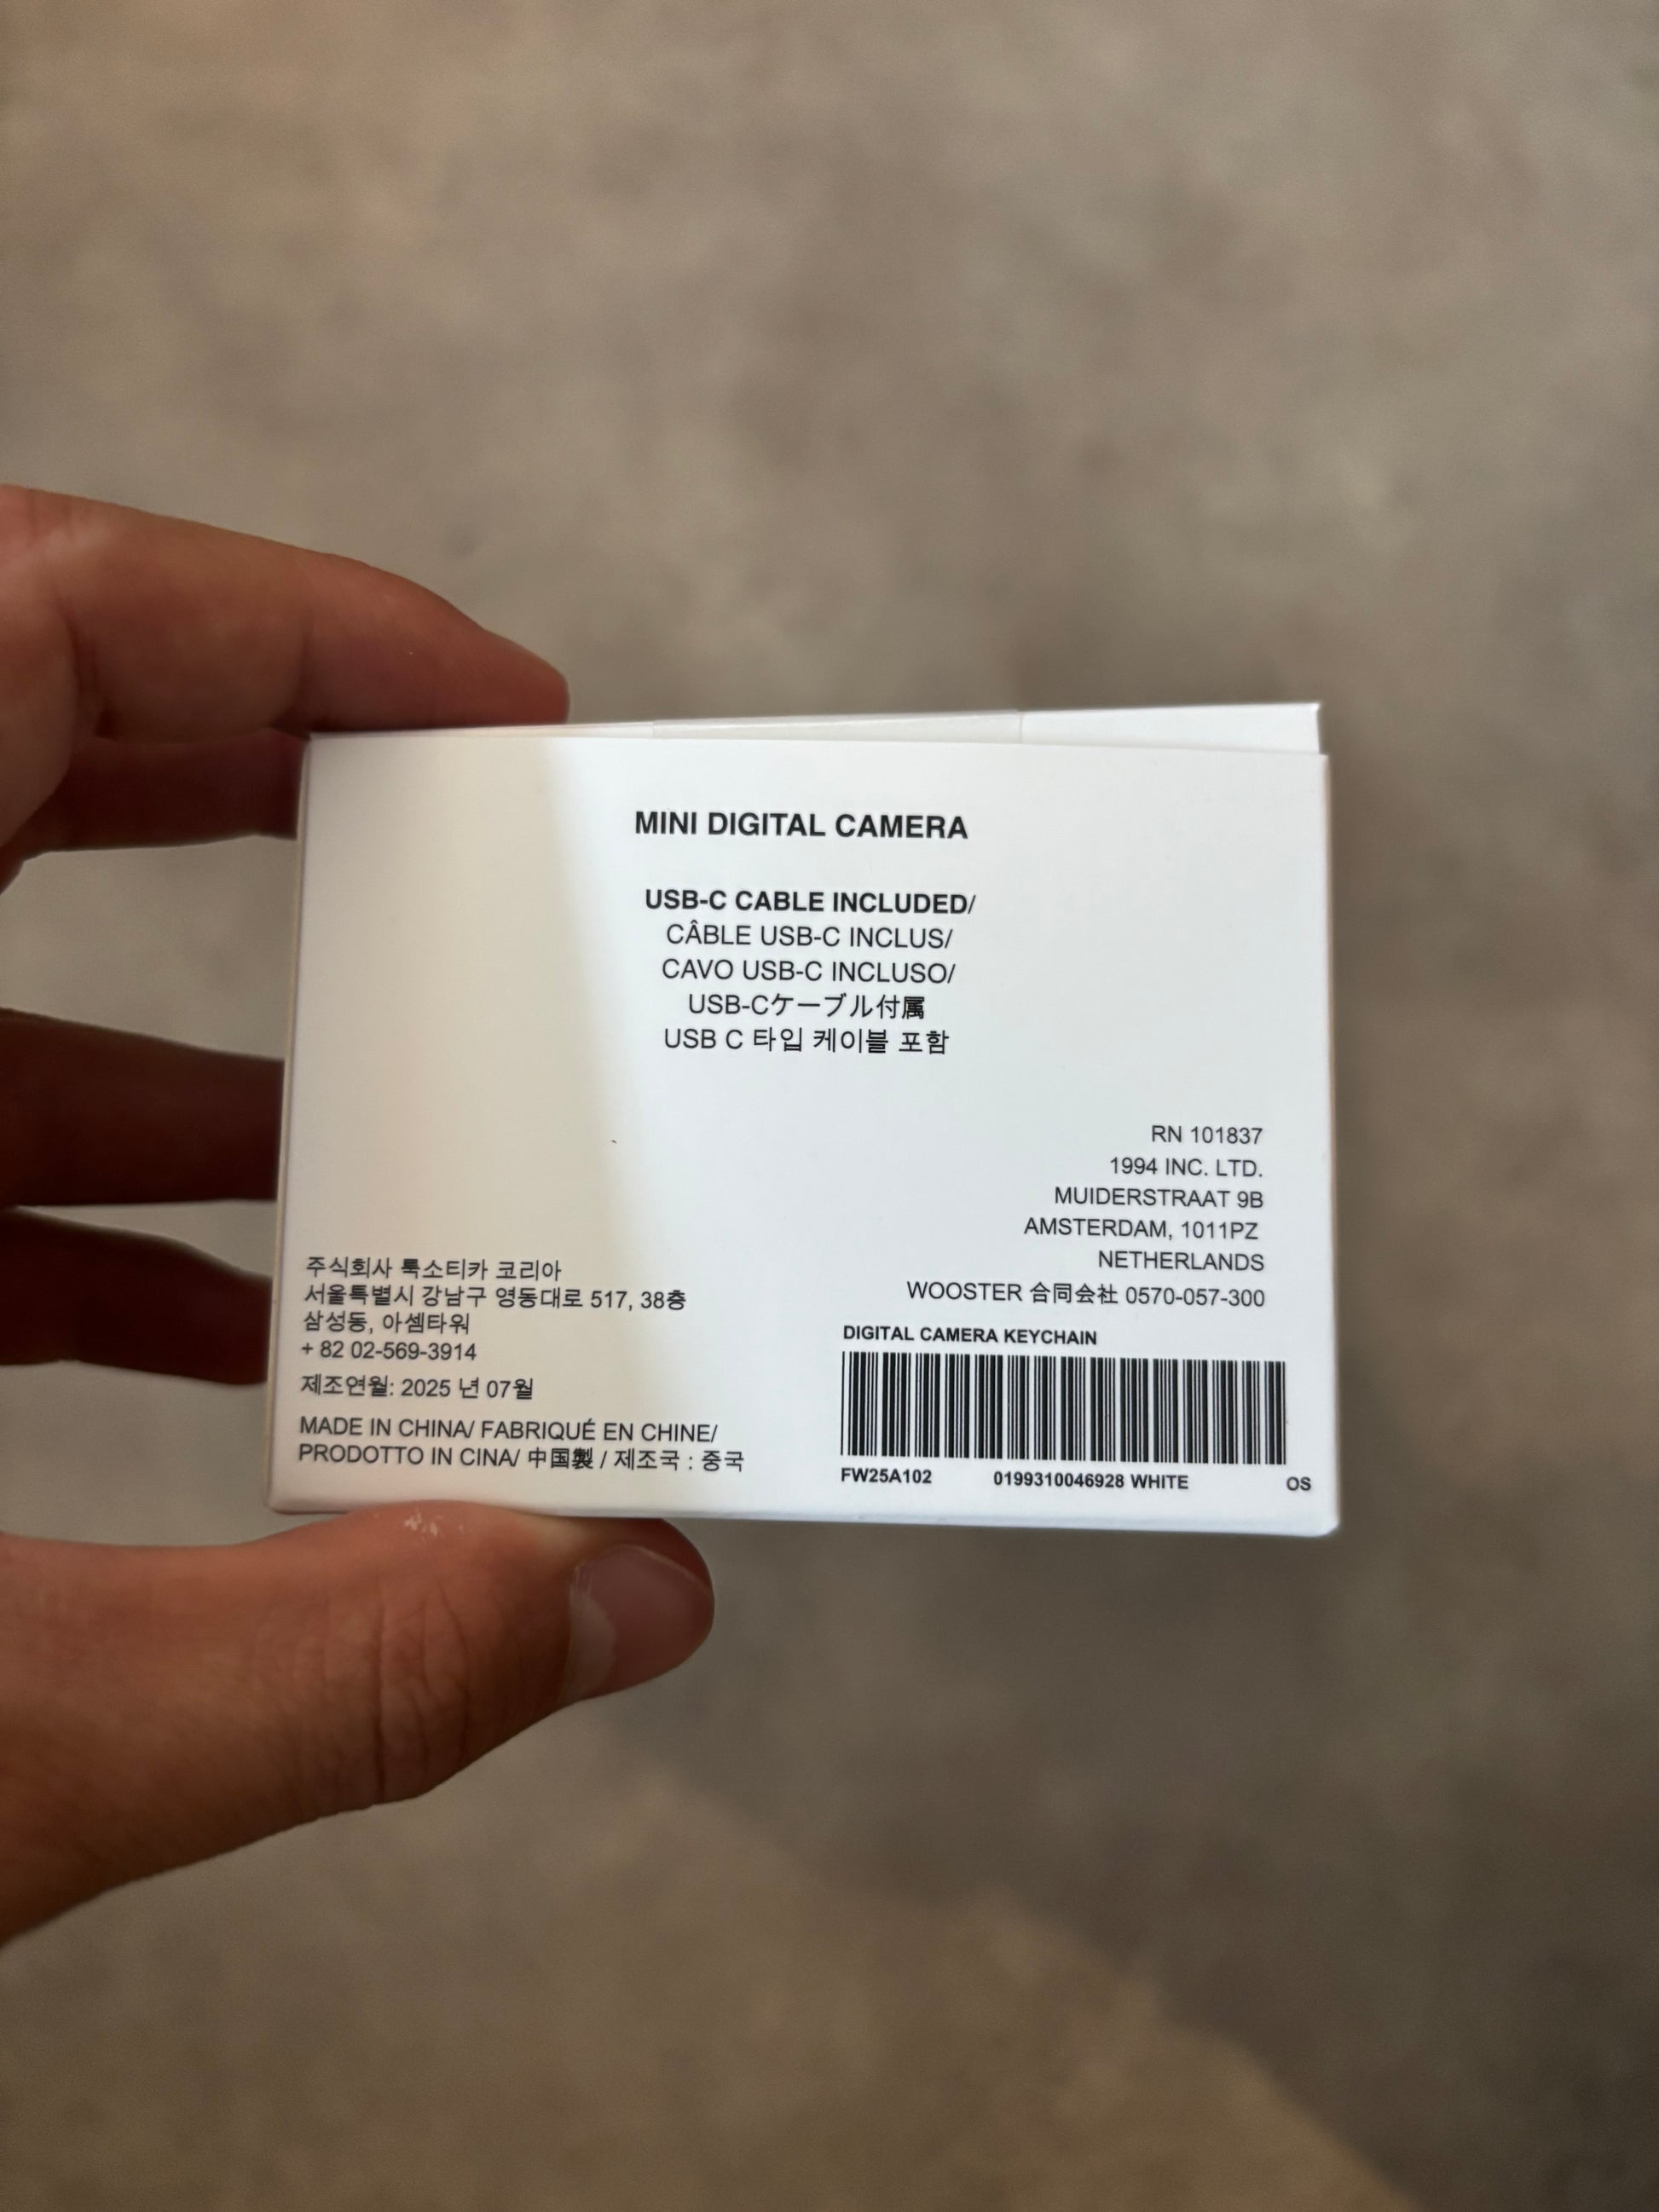 MINI DIGITAL CAMERA
USB-C CABLE INCLUDED/
CÂBLE USB-C INCLUS/
CAVO USB-C INCLUSO/
USB-Cケーブル付属
USB C 타입 케이블 포함
RN 101837
1994 INC. LTD.
MUIDERSTRAAT 9B
AMSTERDAM, 1011PZ
NETHERLANDS
WOOSTER 合同会社 0570-057-300
주식회사 룩소티카 코리아
서울특별시 강남구 영동대로 517, 38층
삼성동, 아셈타워
+ 82 02-569-3914
제조연월: 2025 년 07월
MADE IN CHINA/ FABRIQUÉ EN CHINE/
PRODOTTO IN CINA/ 中国製 / 제조국 : 중국
DIGITAL CAMERA KEYCHAIN
FW25A102 0199310046928 WHITE OS